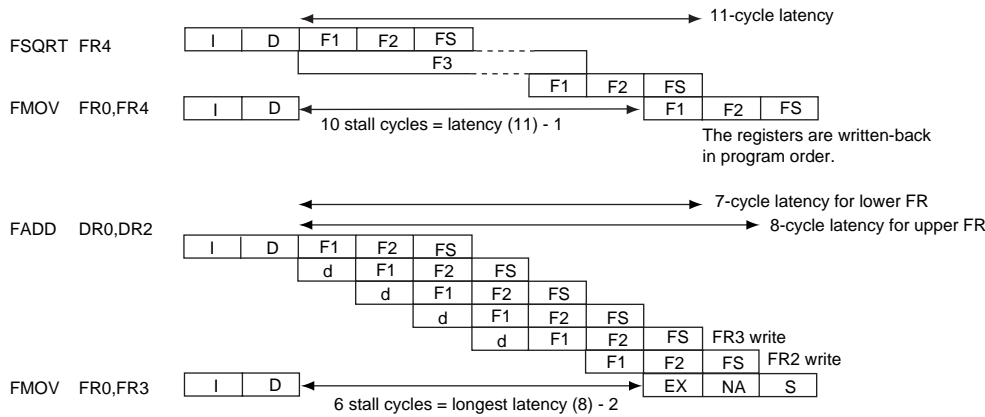 11-cycle latency
FSQRT FR4 I D F1 F2 FS
F3
F1 F2 FS
FMOV FR0,FR4 I D F1 F2 FS
10 stall cycles = latency (11) - 1
The registers are written-back
in program order.
7-cycle latency for lower FR
8-cycle latency for upper FR
FADD DR0,DR2 I D F1 F2 FS
d F1 F2 FS
d F1 F2 FS
d F1 F2 FS
d F1 F2 FS FR3 write
F1 F2 FS FR2 write
FMOV FR0,FR3 I D EX NA S
6 stall cycles = longest latency (8) - 2